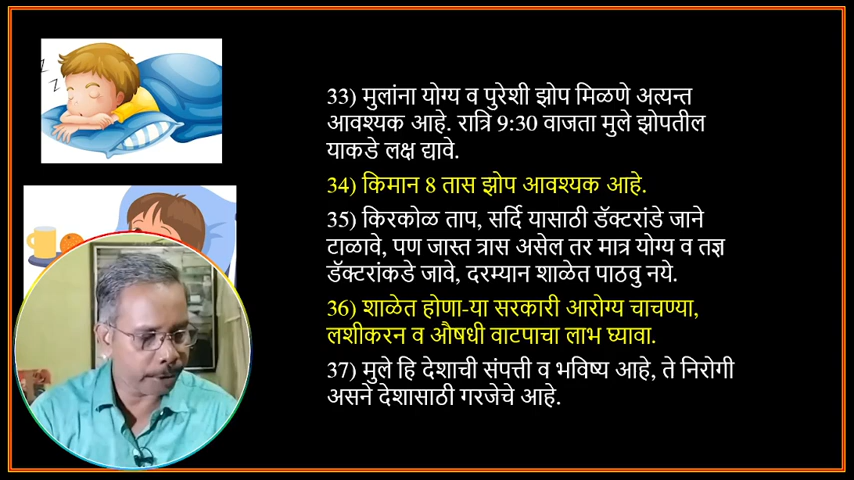 33) मुलांना योग्य व पुरेशी झोप मिळणे अत्यन्त
आवश्यक आहे. रात्रि 9:30 वाजता मुले झोपतील
याकडे लक्ष द्यावे.
34) किमान 8 तास झोप आवश्यक आहे.
35) किरकोळ ताप, सर्दि यासाठी डॅक्टरांडे जाने
टाळावे, पण जास्त त्रास असेल तर मात्र योग्य व तज्ञ
डॅक्टरांकडे जावे, दरम्यान शाळेत पाठवु नये.
36) शाळेत होणा-या सरकारी आरोग्य चाचण्या,
लशीकरन व औषधी वाटपाचा लाभ घ्यावा.
37) मुले हि देशाची संपत्ती व भविष्य आहे, ते निरोगी
असने देशासाठी गरजेचे आहे.
Z
Z